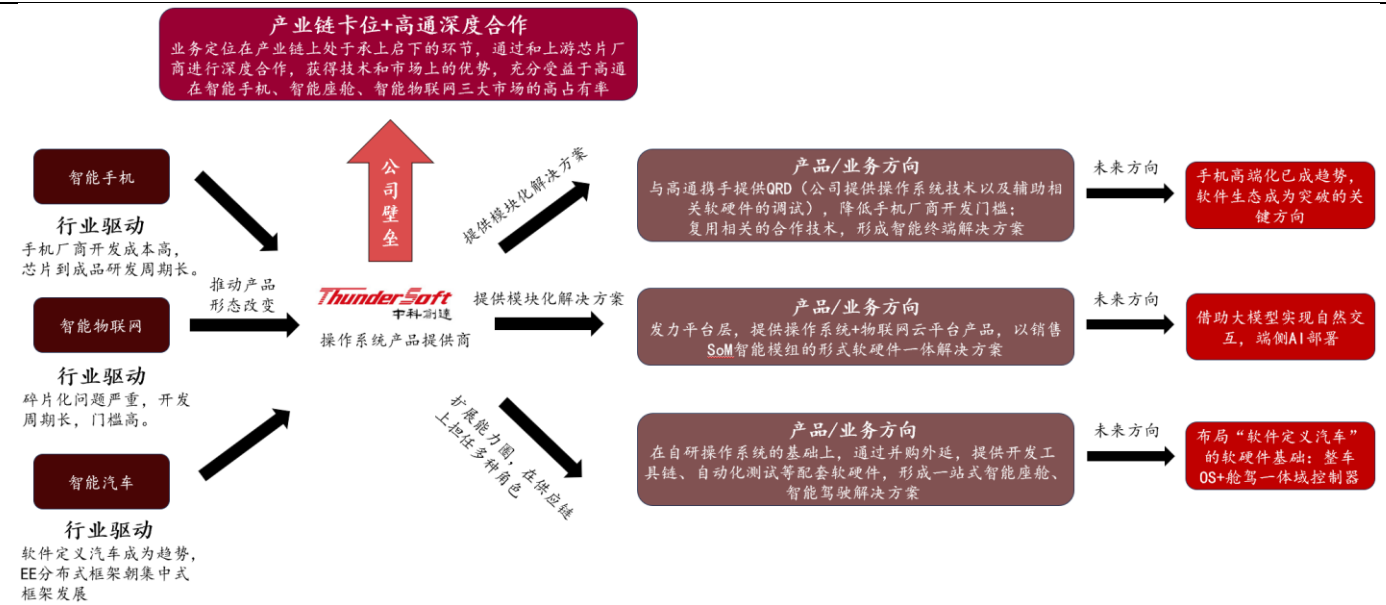 产业链卡位+高通深度合作
业务定位在产业链上处于承上启下的环节，通过和上游芯片厂
商进行深度合作，获得技术和市场上的优势，充分受益于高通
在智能手机、智能座舱、智能物联网三大市场的高占有率
公司壁垒
智能手机
行业驱动
手机厂商开发成本高，
芯片到成品研发周期长。
智能物联网
行业驱动
碎片化问题严重，开发
周期长，门槛高。
智能汽车
行业驱动
软件定义汽车成为趋势，
EE分布式框架朝集中式
框架发展
推动产品
形态改变
ThunderSoft
中科创达
操作系统产品提供商
提供模块化解决方案
产品/业务方向
与高通携手提供QRD（公司提供操作系统技术以及辅助相
关软硬件的调试），降低手机厂商开发门槛；
复用相关的合作技术，形成智能终端解决方案
未来方向
手机高端化已成趋势，
软件生态成为突破的关
键方向
提供模块化解决方案
产品/业务方向
发力平台层，提供操作系统+物联网云平台产品，以销售
SoM智能模组的形式软硬件一体解决方案
未来方向
借助大模型实现自然交
互，端侧AI部署
扩展能力圈，在供应链
上担任多种角色
产品/业务方向
在自研操作系统的基础上，通过并购外延，提供开发工
具链、自动化测试等配套软硬件，形成一站式智能座舱、
智能驾驶解决方案
未来方向
布局“软件定义汽车”
的软硬件基础：整车
OS+舱驾一体域控制器